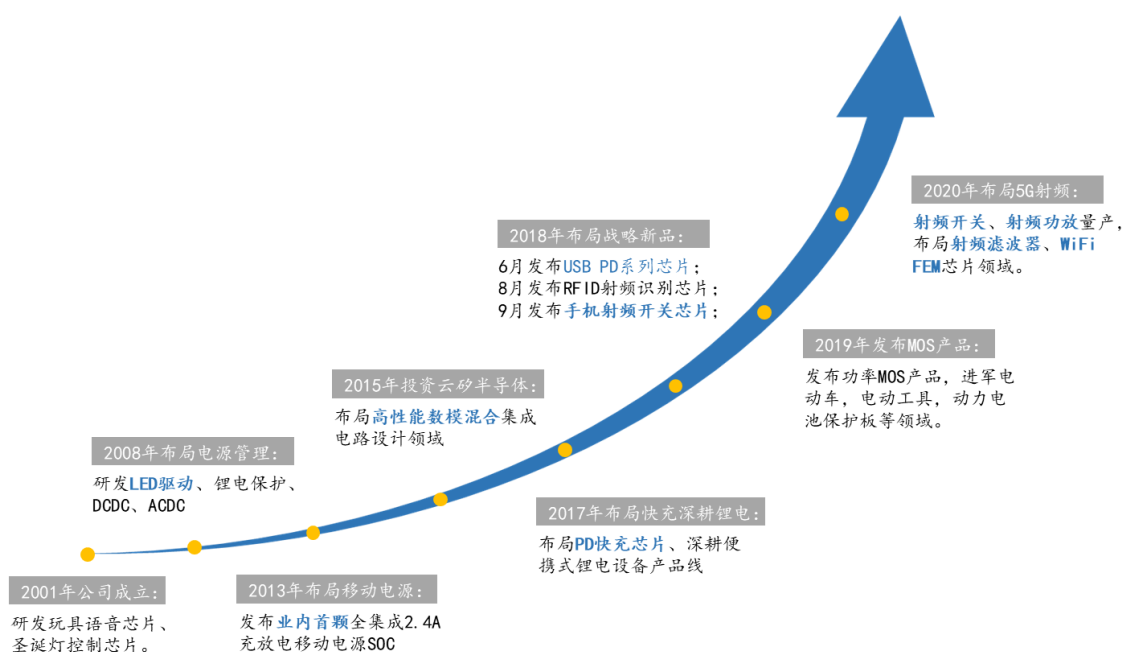 2001年公司成立:
研发玩具语音芯片、
圣诞灯控制芯片。
2008年布局电源管理:
研发LED驱动、锂电保护、
DCDC、ACDC
2013年布局移动电源:
发布业内首颗全集成2.4A
充放电移动电源SOC
2015年投资云矽半导体:
布局高性能数模混合集成
电路设计领域
2017年布局快充深耕锂电:
布局PD快充芯片、深耕便
携式锂电设备产品线
2018年布局战略新品:
6月发布USB PD系列芯片;
8月发布RFID射频识别芯片;
9月发布手机射频开关芯片;
2019年发布MOS产品:
发布功率MOS产品，进军电
动车，电动工具，动力电
池保护板等领域。
2020年布局5G射频:
射频开关、射频功放量产，
布局射频滤波器、WiFi
FEM芯片领域。